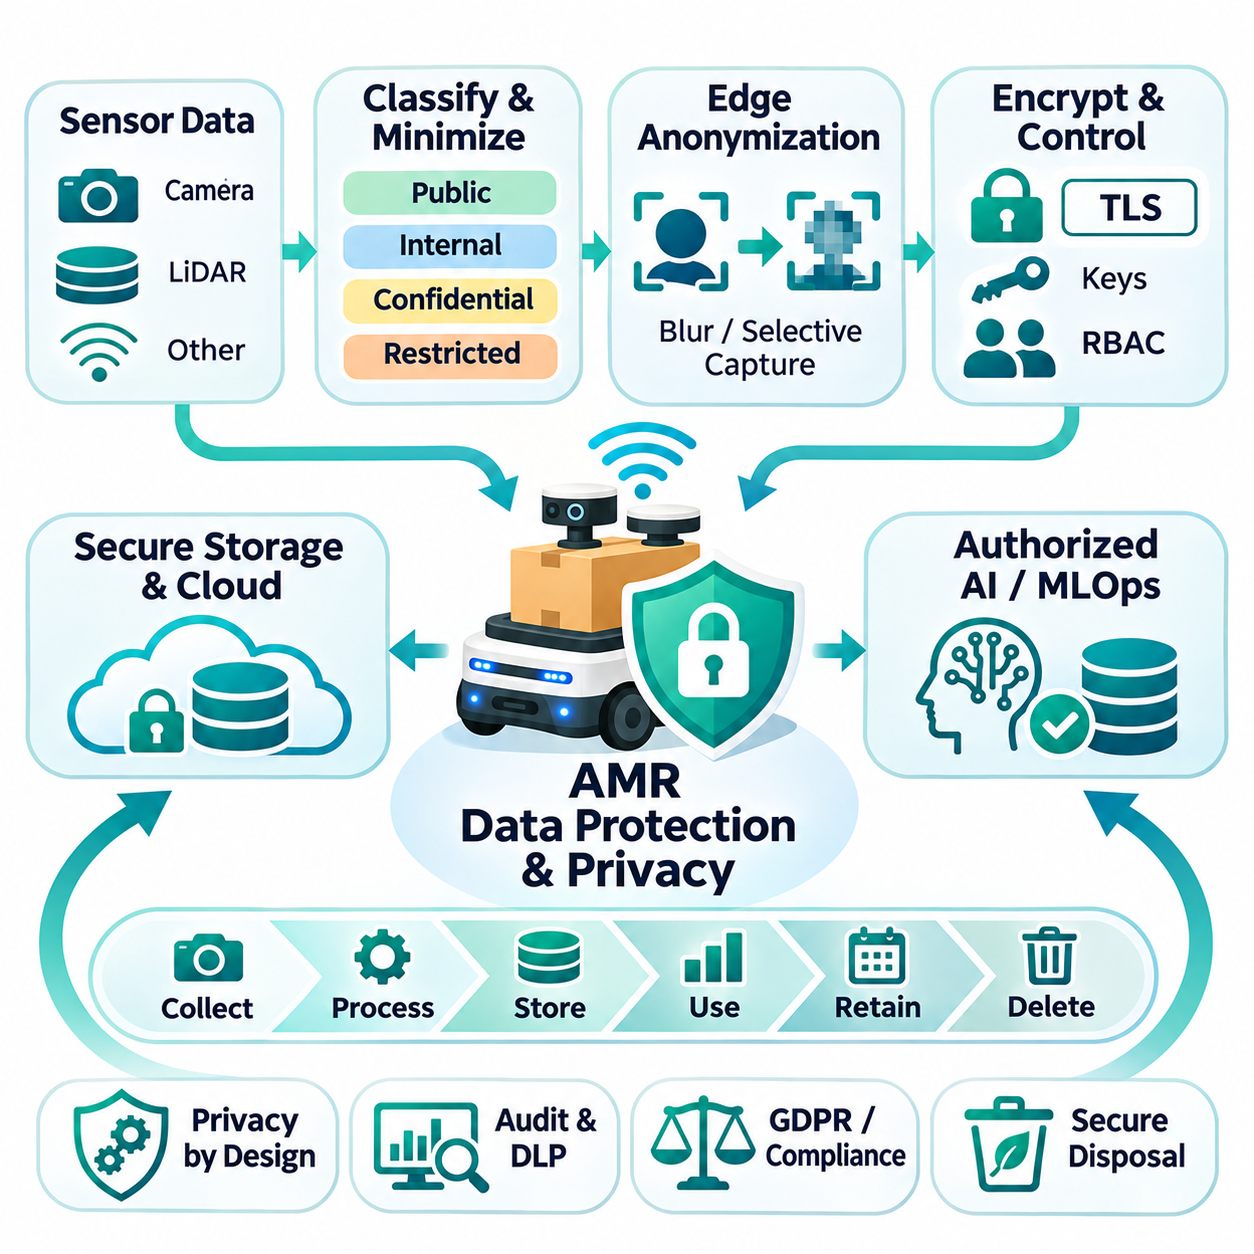 Sensor Data
Camera
LiDAR
Other
Classify &
Minimize
Public
Internal
Confidential
Restricted
Edge
Anonymization
Blur / Selective
Capture
Encrypt &
Control
TLS
Keys
RBAC
Secure Storage
& Cloud
Authorized
AI / MLOps
AMR
Data Protection
& Privacy
Collect
Process
Store
Use
Retain
Delete
Privacy
by Design
Audit &
DLP
GDPR /
Compliance
Secure
Disposal